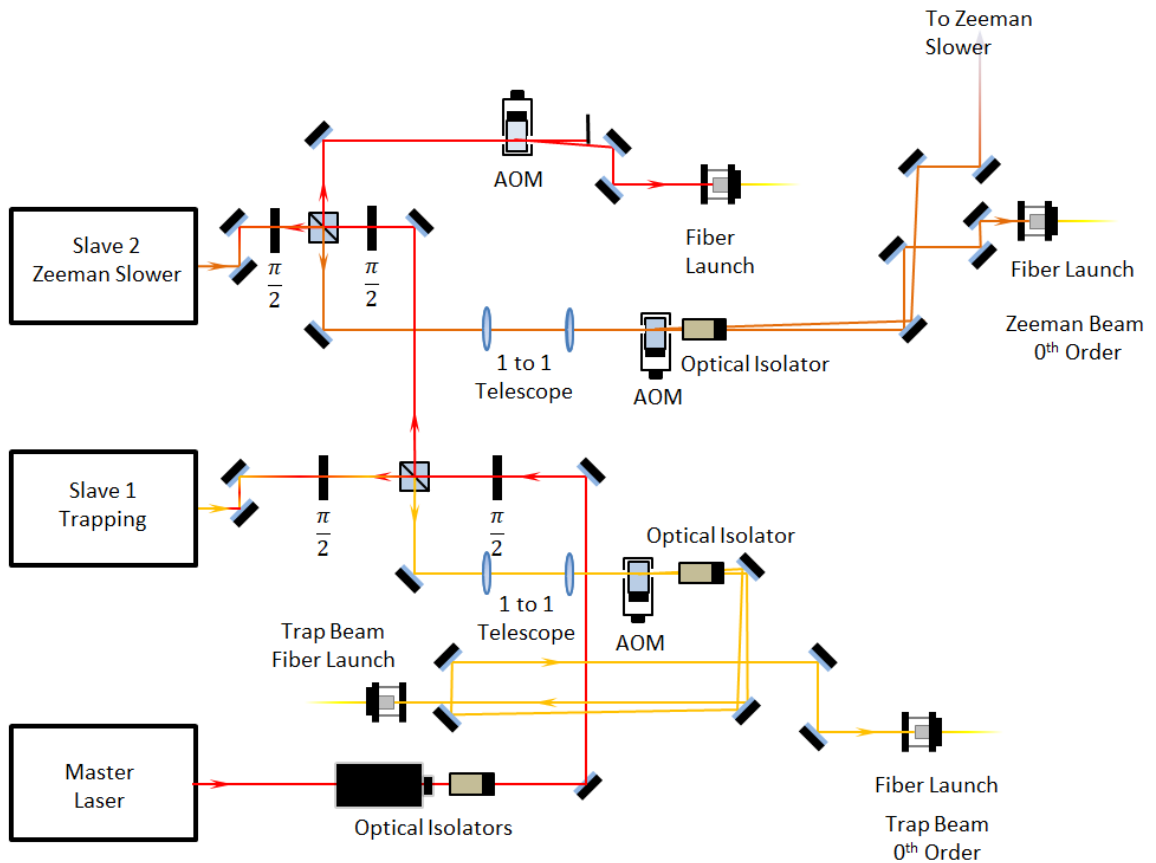 To Zeeman
Slower
AOM
Slave 2
Zeeman Slower
π
2
π
2
Fiber
Launch
Fiber Launch
Zeeman Beam
0th Order
1 to 1
Telescope
Optical Isolator
AOM
Slave 1
Trapping
π
2
π
2
Optical Isolator
1 to 1
Telescope
AOM
Trap Beam
Fiber Launch
Master
Laser
Optical Isolators
Fiber Launch
Trap Beam
0th Order